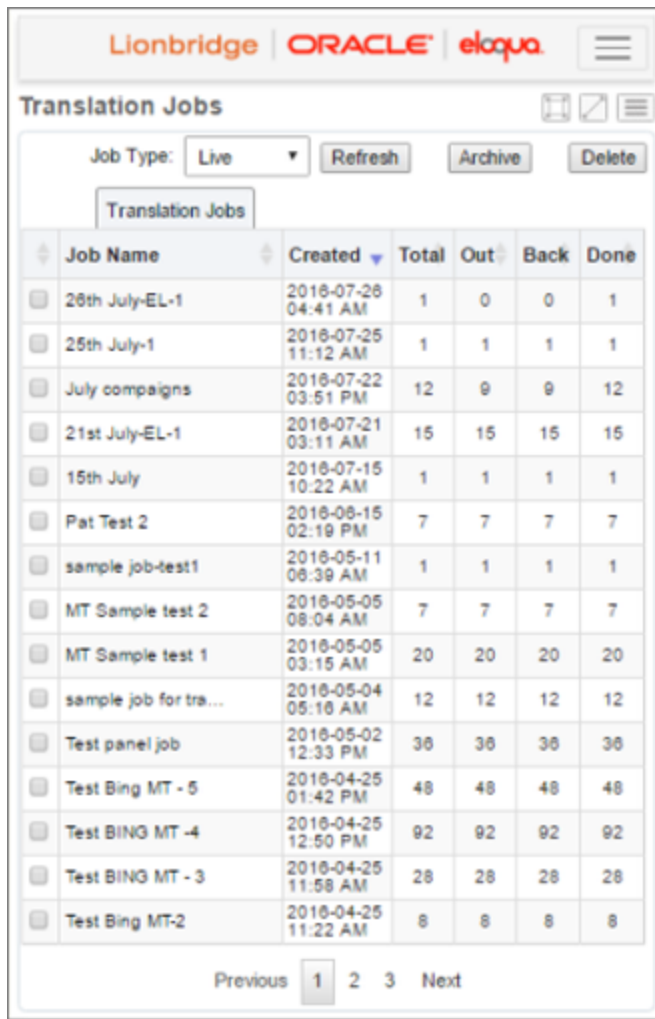 Lionbridge ORACLE eloqua.
Translation Jobs
Job Type: Live Refresh Archive Delete
Translation Jobs
Job Name Created Total Out Back Done
26th July-EL-1 2016-07-26 04:41 AM 1 0 0 1
25th July-1 2016-07-25 11:12 AM 1 1 1 1
July compaigns 2016-07-22 03:51 PM 12 9 9 12
21st July-EL-1 2016-07-21 03:11 AM 15 15 15 15
15th July 2016-07-15 10:22 AM 1 1 1 1
Pat Test 2 2016-06-15 02:19 PM 7 7 7 7
sample job-test1 2016-05-11 06:39 AM 1 1 1 1
MT Sample test 2 2016-05-05 08:04 AM 7 7 7 7
MT Sample test 1 2016-05-05 03:15 AM 20 20 20 20
sample job for tra... 2016-05-04 05:16 AM 12 12 12 12
Test panel job 2016-05-02 12:33 PM 36 36 36 36
Test Bing MT - 5 2016-04-25 01:42 PM 48 48 48 48
Test BING MT -4 2016-04-25 12:50 PM 92 92 92 92
Test BING MT - 3 2016-04-25 11:58 AM 28 28 28 28
Test Bing MT-2 2016-04-25 11:22 AM 8 8 8 8
Previous 1 2 3 Next